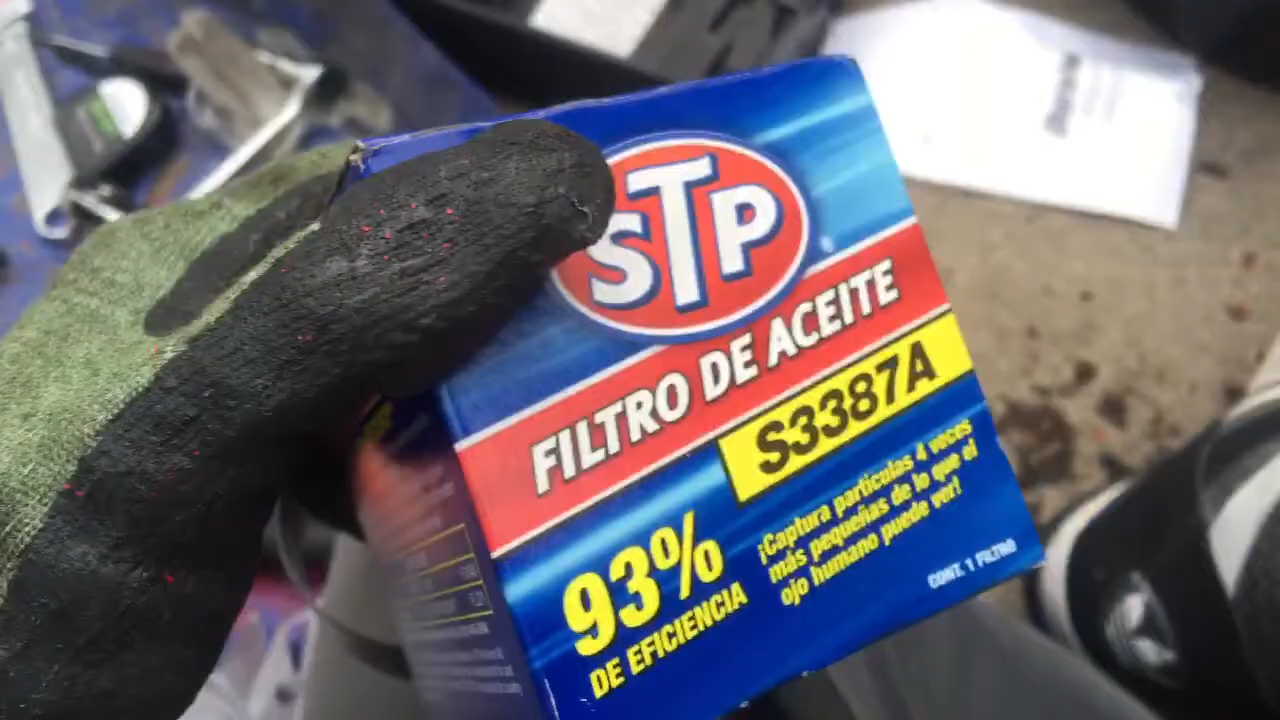 STP
FILTRO DE ACEITE
S3387A
93%
DE EFICIENCIA
¡Captura partículas 4 veces
más pequeñas de lo que el
ojo humano puede ver!
CONT. 1 FILTRO